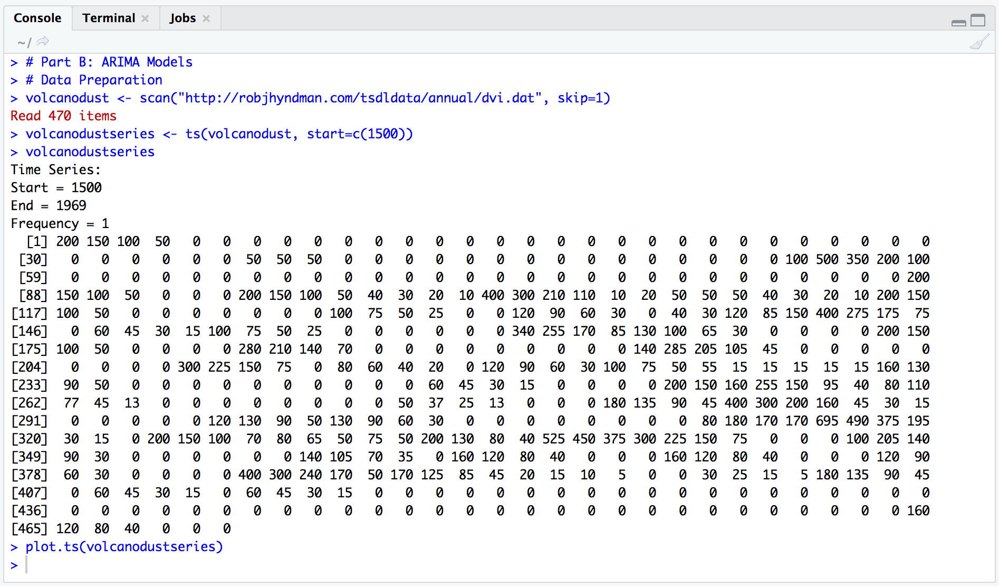 Console Terminal × Jobs ×
~/
> # Part B: ARIMA Models
> # Data Preparation
> volcanodust <- scan("http://robjhyndman.com/tsdldata/annual/dvi.dat", skip=1)
Read 470 items
> volcanodustseries <- ts(volcanodust, start=c(1500))
> volcanodustseries
Time Series:
Start = 1500
End = 1969
Frequency = 1
[1] 200 150 100 50 0 0 0 0 0 0 0 0 0 0 0 0 0 0 0 0 0 0 0 0 0 0 0 0 0
[30] 0 0 0 0 0 0 50 50 50 0 0 0 0 0 0 0 0 0 0 0 0 0 0 0 100 500 350 200 100
[59] 0 0 0 0 0 0 0 0 0 0 0 0 0 0 0 0 0 0 0 0 0 0 0 0 0 0 0 0 200
[88] 150 100 50 0 0 0 200 150 100 50 40 30 20 10 400 300 210 110 10 20 50 50 50 40 30 20 10 200 150
[117] 100 50 0 0 0 0 0 0 0 100 75 50 25 0 0 120 90 60 30 0 40 30 120 85 150 400 275 175 75
[146] 0 60 45 30 15 100 75 50 25 0 0 0 0 0 0 340 255 170 85 130 100 65 30 0 0 0 0 200 150
[175] 100 50 0 0 0 0 280 210 140 70 0 0 0 0 0 0 0 0 0 140 285 205 105 45 0 0 0 0 0
[204] 0 0 0 0 300 225 150 75 0 80 60 40 20 0 120 90 60 30 100 75 50 55 15 15 15 15 15 160 130
[233] 90 50 0 0 0 0 0 0 0 0 0 0 60 45 30 15 0 0 0 0 200 150 160 255 150 95 40 80 110
[262] 77 45 13 0 0 0 0 0 0 0 0 50 37 25 13 0 0 0 180 135 90 45 400 300 200 160 45 30 15
[291] 0 0 0 0 0 120 130 90 50 130 90 60 30 0 0 0 0 0 0 0 0 80 180 170 170 695 490 375 195
[320] 30 15 0 200 150 100 70 80 65 50 75 50 200 130 80 40 525 450 375 300 225 150 75 0 0 0 100 205 140
[349] 90 30 0 0 0 0 0 0 140 105 70 35 0 160 120 80 40 0 0 0 160 120 80 40 0 0 0 120 90
[378] 60 30 0 0 0 0 400 300 240 170 50 170 125 85 45 20 15 10 5 0 0 30 25 15 5 180 135 90 45
[407] 0 60 45 30 15 0 60 45 30 15 0 0 0 0 0 0 0 0 0 0 0 0 0 0 0 0 0 0 0
[436] 0 0 0 0 0 0 0 0 0 0 0 0 0 0 0 0 0 0 0 0 0 0 0 0 0 0 0 0 160
[465] 120 80 40 0 0 0
> plot.ts(volcanodustseries)
>